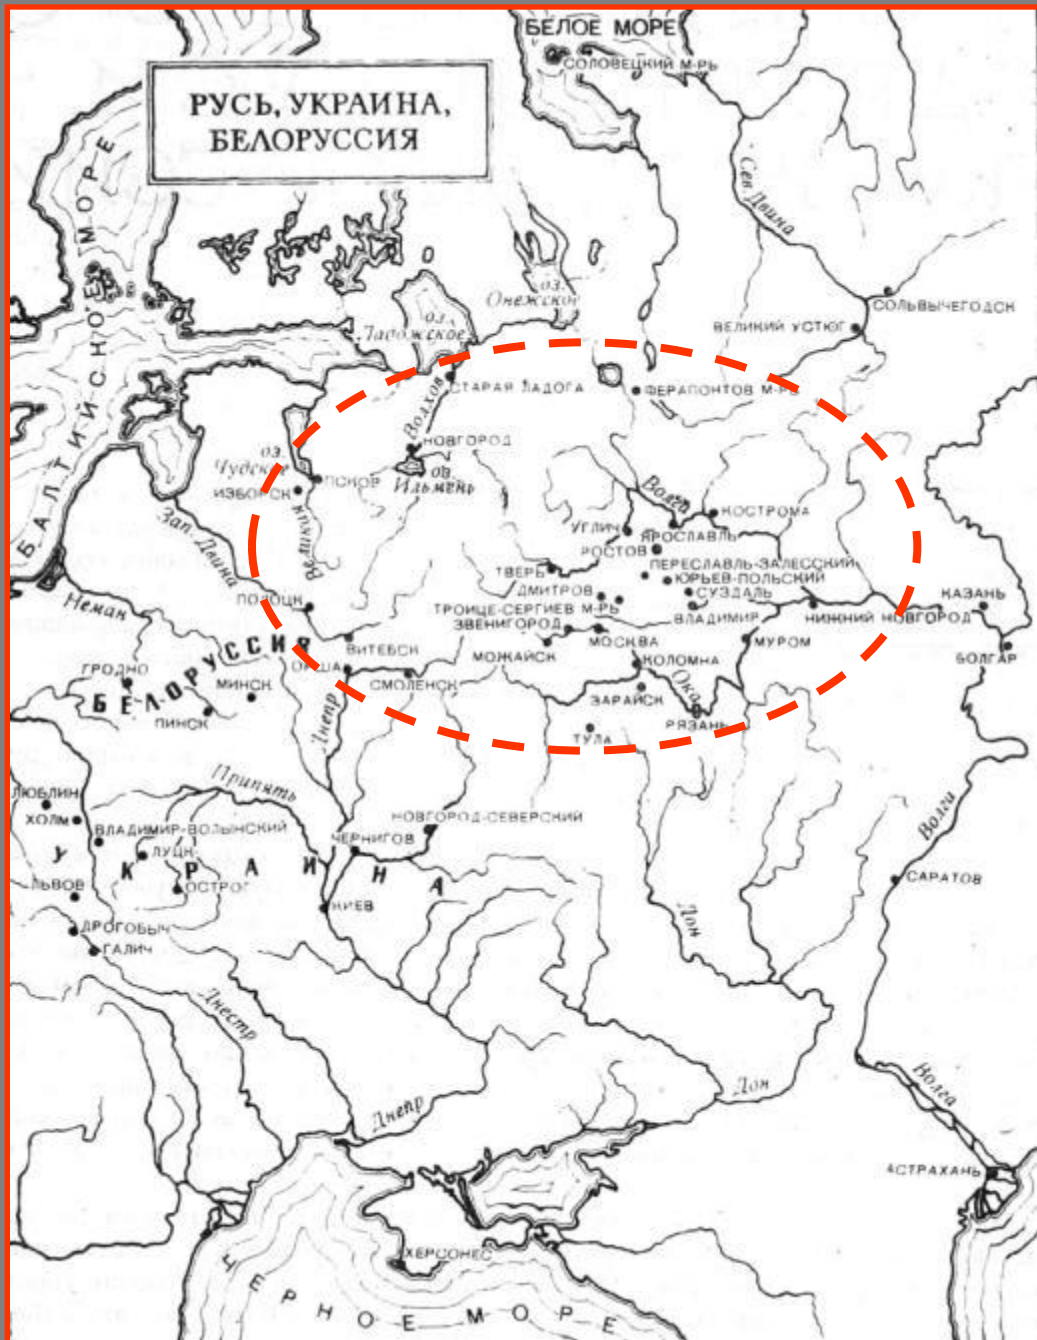 БЕЛОЕ МОРЕ
СОЛОВЕЦКИЙ М-РЬ
РУСЬ, УКРАИНА,
БЕЛОРУССИЯ
БАЛТИЙСКОЕ МОРЕ
Сев. Двина
оз.
Онежское
оз.
Ладожское
СОЛЬВЫЧЕГОДСК
ВЕЛИКИЙ УСТЮГ
СТАРАЯ ЛАДОГА
ФЕРАПОНТОВ М-РЬ
Волхов
НОВГОРОД
оз.
Ильмень
оз.
Чудское
ПСКОВ
ИЗБОРСК
Великая
Зап. Двина
Волга
КОСТРОМА
УГЛИЧ
ЯРОСЛАВЛЬ
РОСТОВ
ПЕРЕСЛАВЛЬ-ЗАЛЕССКИЙ
ТВЕРЬ
ЮРЬЕВ-ПОЛЬСКИЙ
ДМИТРОВ
СУЗДАЛЬ
ТРОИЦЕ-СЕРГИЕВ М-РЬ
ВЛАДИМИР
НИЖНИЙ НОВГОРОД
КАЗАНЬ
ЗВЕНИГОРОД
МОСКВА
МУРОМ
МОЖАЙСК
КОЛОМНА
БОЛГАР
Ока
ЗАРАЙСК
РЯЗАНЬ
ТУЛА
Неман
ПОЛОЦК
ВИТЕБСК
ОРША
СМОЛЕНСК
БЕЛОРУССИЯ
ГРОДНО
МИНСК
ПИНСК
Днепр
Припять
ЛЮБЛИН
ХОЛМ
ВЛАДИМИР-ВОЛЫНСКИЙ
НОВГОРОД-СЕВЕРСКИЙ
ЧЕРНИГОВ
ЛУЦК
УКРАИНА
ЛЬВОВ
ОСТРОГ
КИЕВ
ДРОГОБЫЧ
ГАЛИЧ
Волги
САРАТОВ
Дон
Днестр
Днепр
Дон
Волга
АСТРАХАНЬ
ХЕРСОНЕС
ЧЕРНОЕ МОРЕ